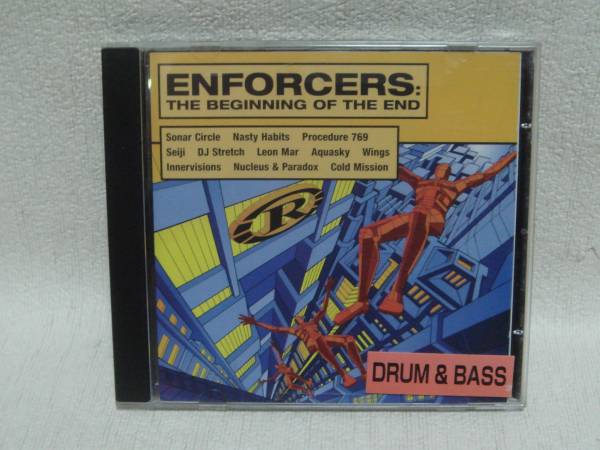 ENFORCERS:
THE BEGINNING OF THE END
Sonar Circle Nasty Habits Procedure 769
Seiji DJ Stretch Leon Mar Aquasky Wings
Innervisions Nucleus & Paradox Cold Mission
R
DRUM & BASS